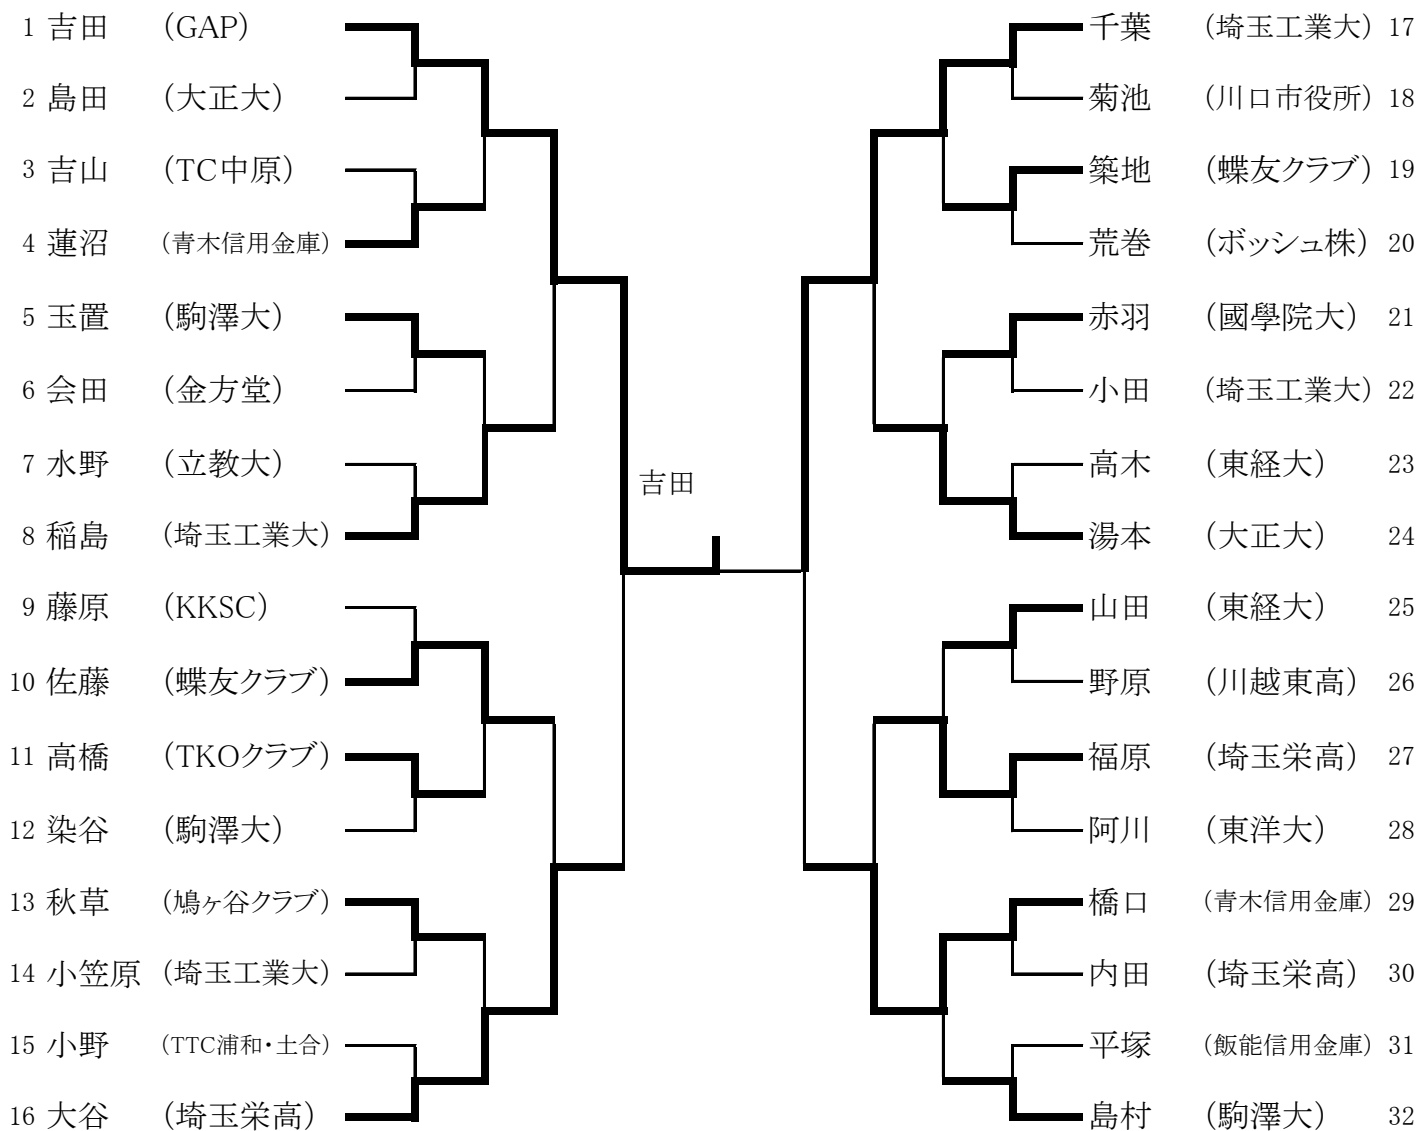 1 吉田 （GAP）
2 島田 （大正大）
3 吉山 （TC中原）
4 蓮沼 （青木信用金庫）
5 玉置 （駒澤大）
6 会田 （金方堂）
7 水野 （立教大）
8 稲島 （埼玉工業大）
9 藤原 （KKSC）
10 佐藤 （蝶友クラブ）
11 高橋 （TKOクラブ）
12 染谷 （駒澤大）
13 秋草 （鳩ヶ谷クラブ）
14 小笠原 （埼玉工業大）
15 小野 （TTC浦和・土合）
16 大谷 （埼玉栄高）
吉田
千葉 （埼玉工業大） 17
菊池 （川口市役所） 18
築地 （蝶友クラブ） 19
荒巻 （ボッシュ株） 20
赤羽 （國學院大） 21
小田 （埼玉工業大） 22
高木 （東経大） 23
湯本 （大正大） 24
山田 （東経大） 25
野原 （川越東高） 26
福原 （埼玉栄高） 27
阿川 （東洋大） 28
橋口 （青木信用金庫） 29
内田 （埼玉栄高） 30
平塚 （飯能信用金庫） 31
島村 （駒澤大） 32